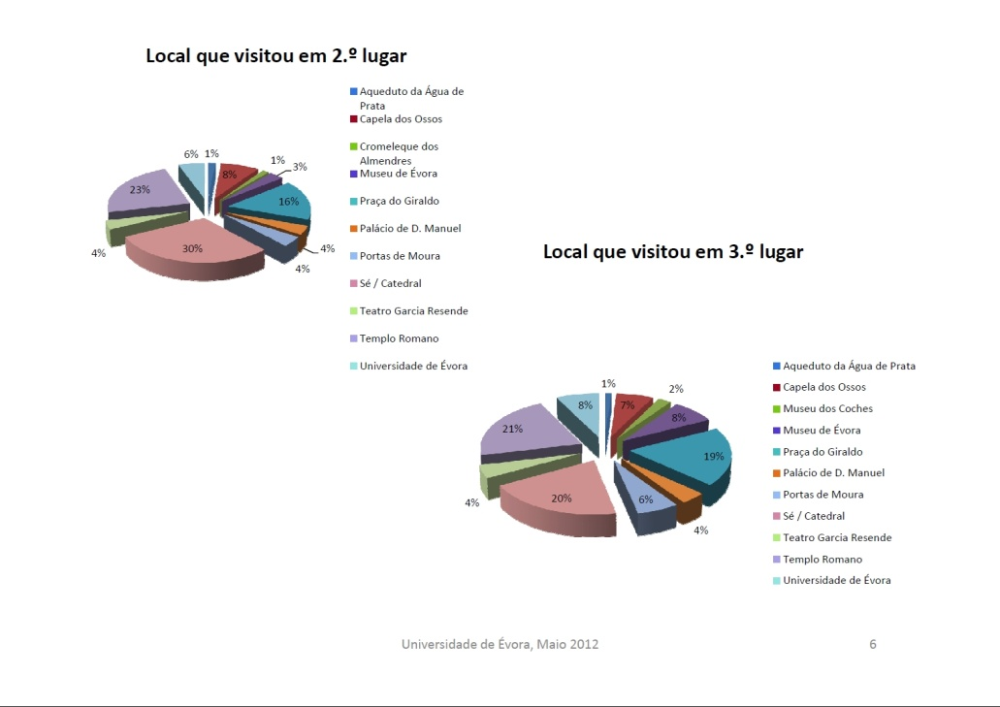 Local que visitou em 2.º lugar
Aqueduto da Água de
Prata
Capela dos Ossos
Cromeleque dos
Almendres
Museu de Évora
Praça do Giraldo
Palácio de D. Manuel
Portas de Moura
Sé / Catedral
Teatro Garcia Resende
Templo Romano
Universidade de Évora
6%
1%
8%
1%
3%
16%
4%
4%
30%
4%
23%
Local que visitou em 3.º lugar
Aqueduto da Água de Prata
Capela dos Ossos
Museu dos Coches
Museu de Évora
Praça do Giraldo
Palácio de D. Manuel
Portas de Moura
Sé / Catedral
Teatro Garcia Resende
Templo Romano
Universidade de Évora
1%
7%
2%
8%
19%
4%
6%
20%
4%
21%
8%
Universidade de Évora, Maio 2012
6